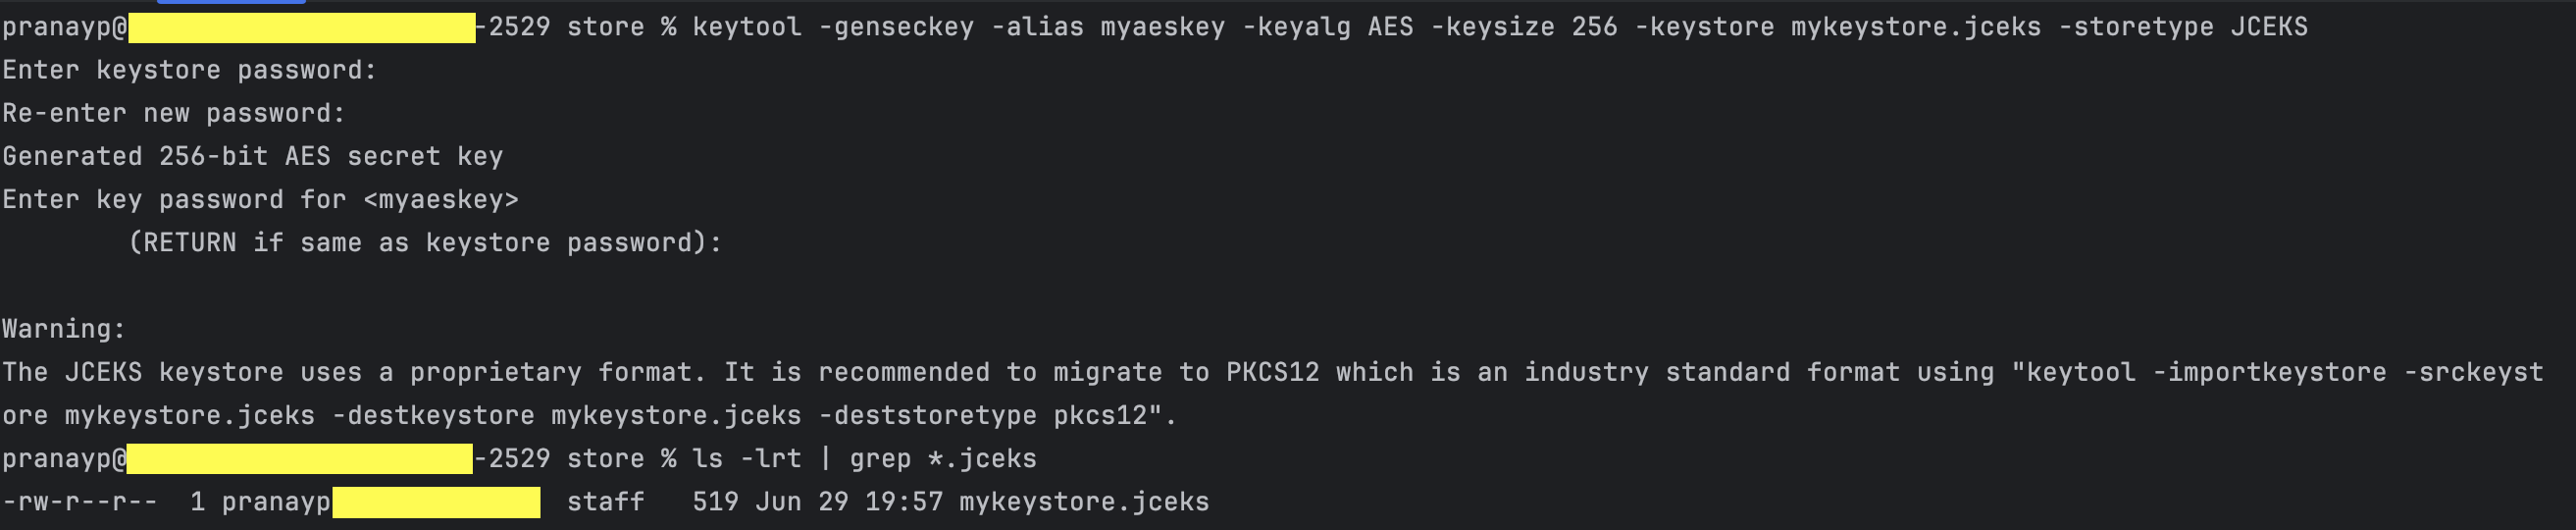 pranayp@-2529 store % keytool -genseckey -alias myaeskey -keyalg AES -keysize 256 -keystore mykeystore.jceks -storetype JCEKS
Enter keystore password:
Re-enter new password:
Generated 256-bit AES secret key
Enter key password for <myaeskey>
(RETURN if same as keystore password):
Warning:
The JCEKS keystore uses a proprietary format. It is recommended to migrate to PKCS12 which is an industry standard format using "keytool -importkeystore -srckeyst
ore mykeystore.jceks -destkeystore mykeystore.jceks -deststoretype pkcs12".
pranayp@-2529 store % ls -lrt | grep *.jceks
-rw-r--r-- 1 pranayp staff 519 Jun 29 19:57 mykeystore.jceks